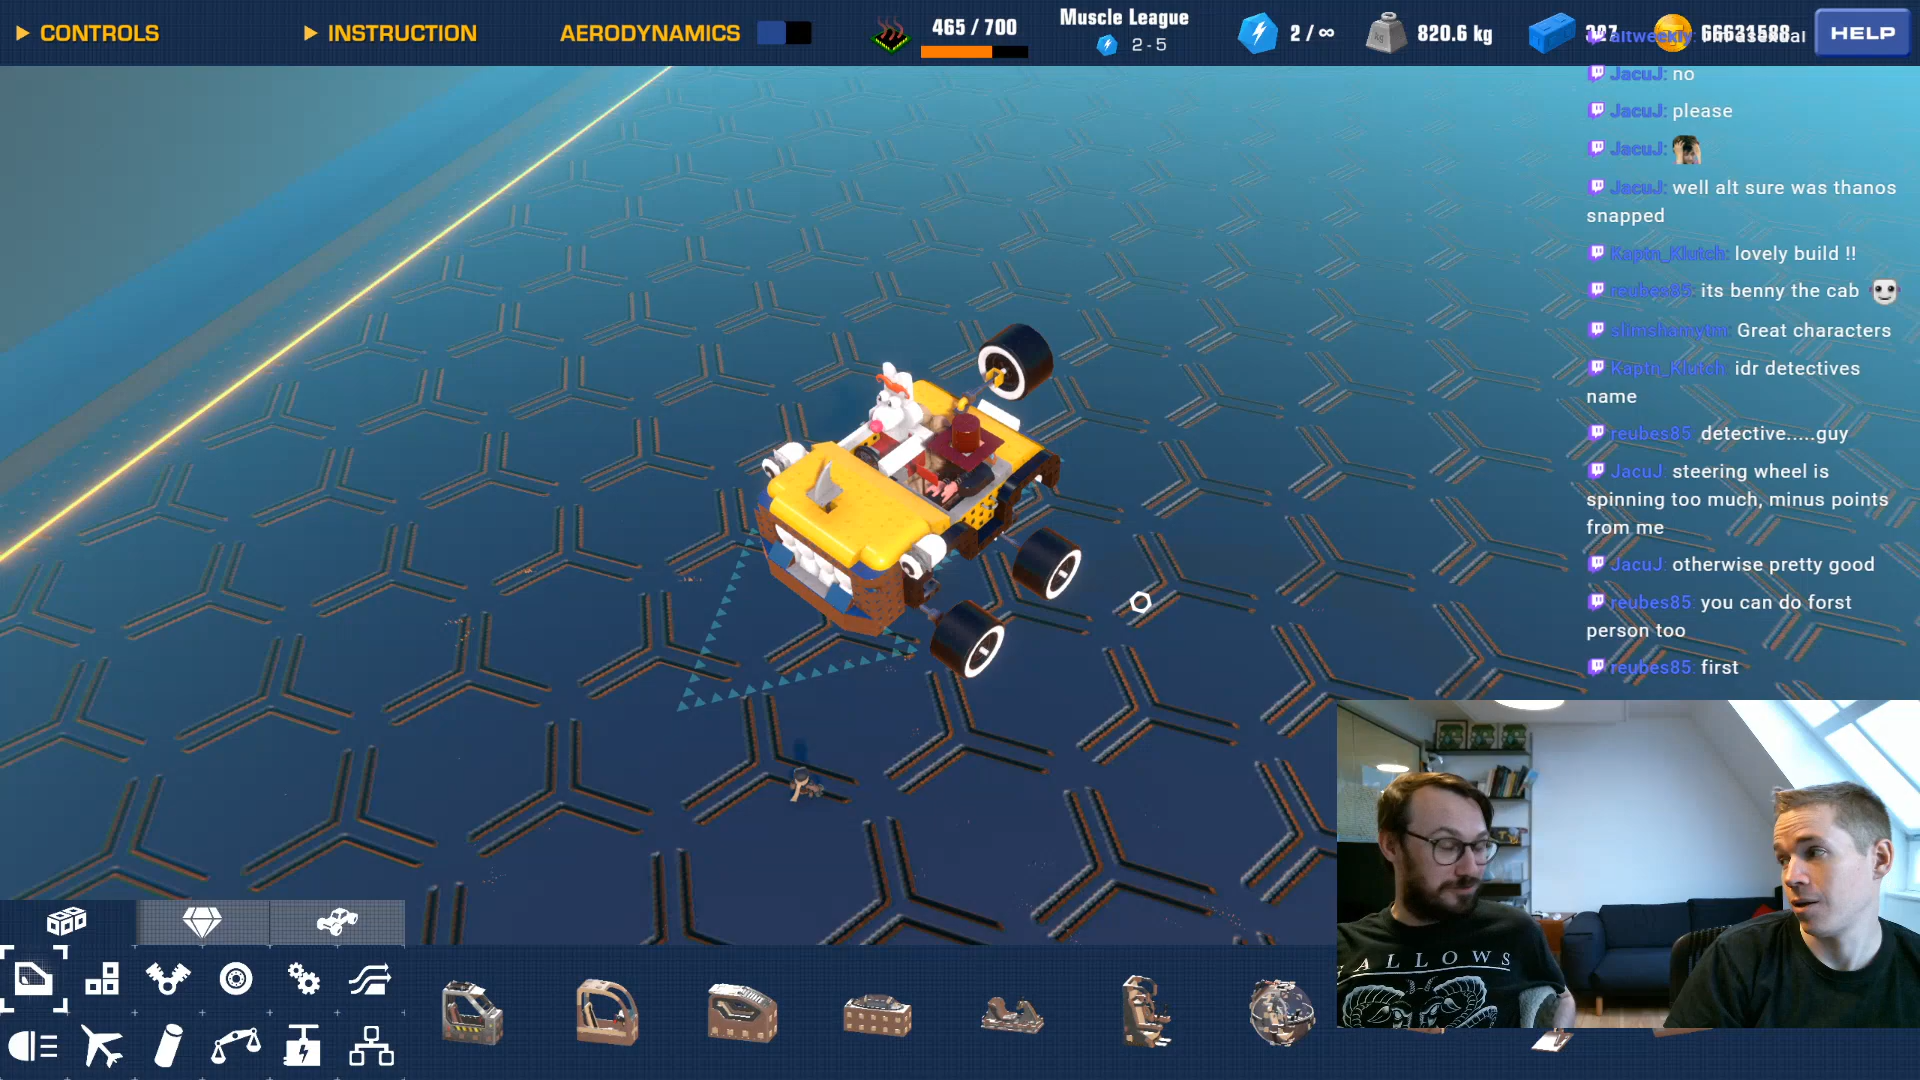 CONTROLS
INSTRUCTION
AERODYNAMICS
465 / 700
Muscle League
2 - 5
2 / ∞
820.6 kg
66631588
HELP
altweekly:
JacuJ: no
JacuJ: please
JacuJ:
JacuJ: well alt sure was thanos
snapped
Kaptn_Klutch: lovely build !!
reubes85: its benny the cab
slimshamytm: Great characters
Kaptn_Klutch: idr detectives
name
reubes85: detective.....guy
JacuJ: steering wheel is
spinning too much, minus points
from me
JacuJ: otherwise pretty good
reubes85: you can do forst
person too
reubes85: first
ALLOWS